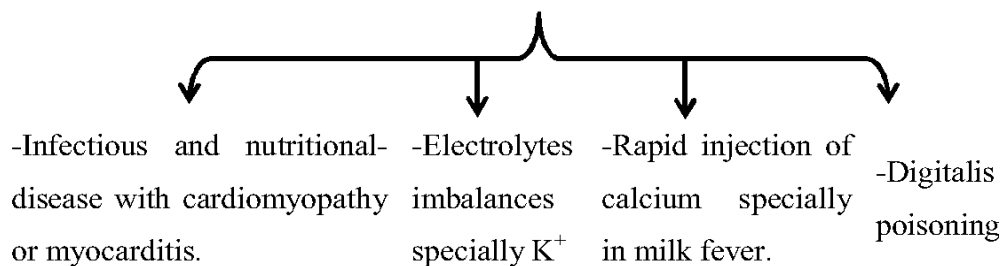 -Infectious and nutritional-
disease with cardiomyopathy
or myocarditis.
-Electrolytes
imbalances
specially K⁺
-Rapid injection of
calcium specially
in milk fever.
-Digitalis
poisoning